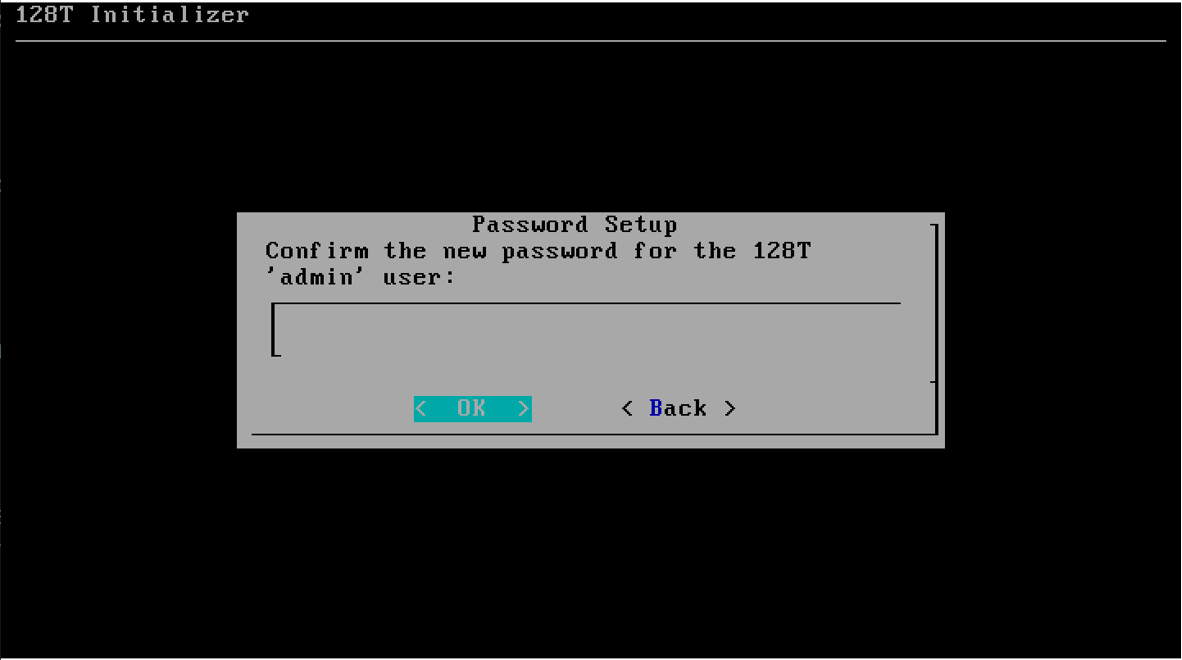 128T Initializer
Password Setup
Confirm the new password for the 128T
'admin' user:
< OK > < Back >